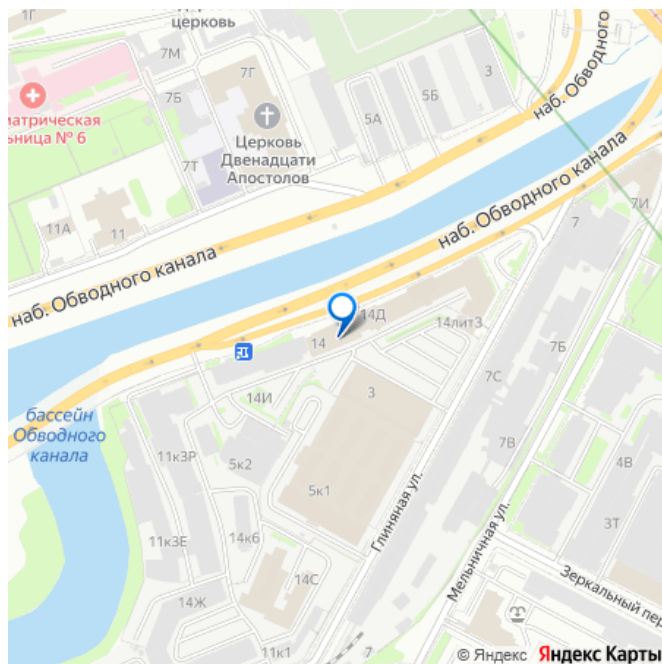 церковь
7М
7Г
3
наб. Обводного
5Б
7Б
5А
иатрическая
ьница № 6
Церковь
Двенадцати
Апостолов
7Т
наб. Обводного канала
7И
11А
11
7
наб. Обводного канала
14Д
14лит3
14
7Б
7С
14И
3
бассейн
Обводного
канала
11к3Р
5к2
7В
4В
5к1
Глиняная ул.
Мельничная ул.
3Т
11к3Е
14к6
14С
Зеркальный пер
14Ж
11к1
7
© Яндекс Яндекс Карты